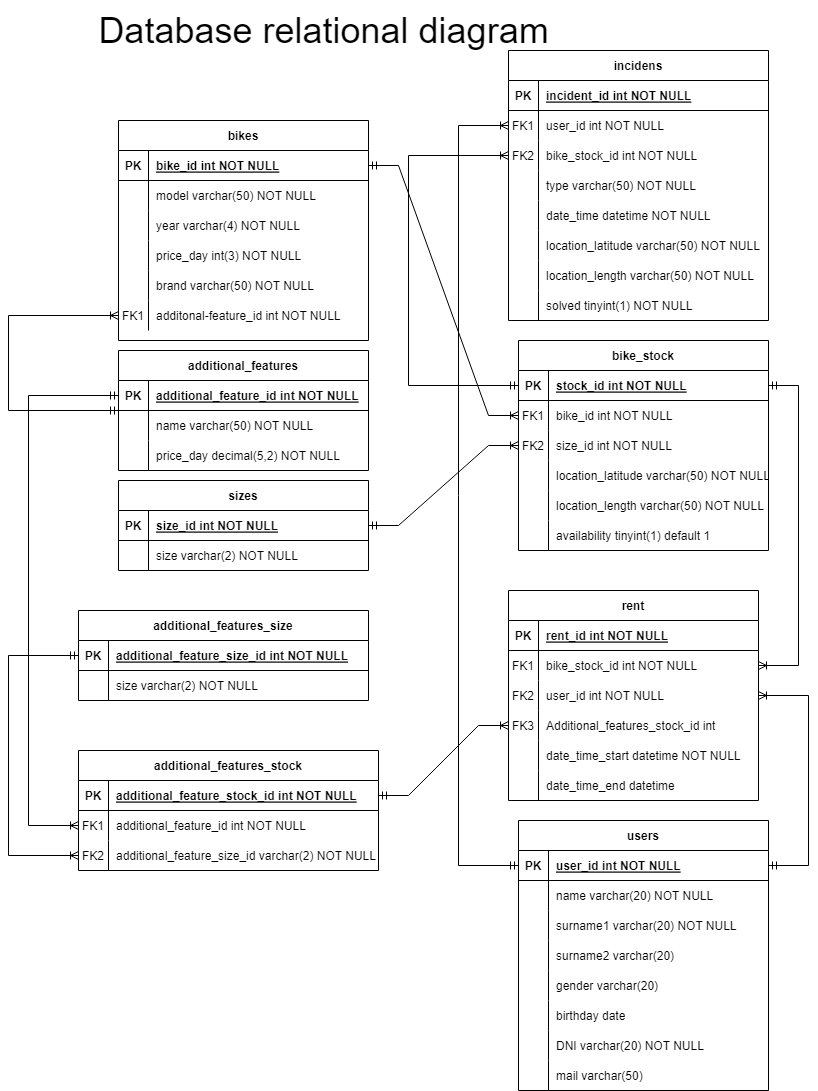 Database relational diagram
incidens
PK incident_id int NOT NULL
FK1 user_id int NOT NULL
FK2 bike_stock_id int NOT NULL
type varchar(50) NOT NULL
date_time datetime NOT NULL
location_latitude varchar(50) NOT NULL
location_length varchar(50) NOT NULL
solved tinyint(1) NOT NULL
bikes
PK bike_id int NOT NULL
model varchar(50) NOT NULL
year varchar(4) NOT NULL
price_day int(3) NOT NULL
brand varchar(50) NOT NULL
FK1 additonal-feature_id int NOT NULL
additional_features
PK additional_feature_id int NOT NULL
name varchar(50) NOT NULL
price_day decimal(5,2) NOT NULL
bike_stock
PK stock_id int NOT NULL
FK1 bike_id int NOT NULL
FK2 size_id int NOT NULL
location_latitude varchar(50) NOT NULL
location_length varchar(50) NOT NULL
availability tinyint(1) default 1
sizes
PK size_id int NOT NULL
size varchar(2) NOT NULL
additional_features_size
PK additional_feature_size_id int NOT NULL
size varchar(2) NOT NULL
rent
PK rent_id int NOT NULL
FK1 bike_stock_id int NOT NULL
FK2 user_id int NOT NULL
FK3 Additional_features_stock_id int
date_time_start datetime NOT NULL
date_time_end datetime
additional_features_stock
PK additional_feature_stock_id int NOT NULL
FK1 additional_feature_id int NOT NULL
FK2 additional_feature_size_id varchar(2) NOT NULL
users
PK user_id int NOT NULL
name varchar(20) NOT NULL
surname1 varchar(20) NOT NULL
surname2 varchar(20)
gender varchar(20)
birthday date
DNI varchar(20) NOT NULL
mail varchar(50)